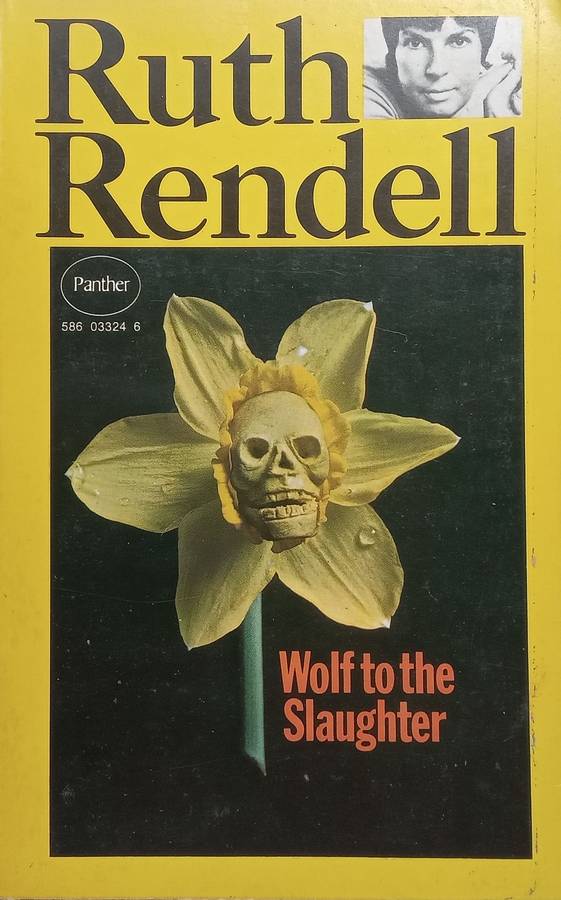 Ruth
Rendell
Panther
586 03324 6
Wolf to the
Slaughter